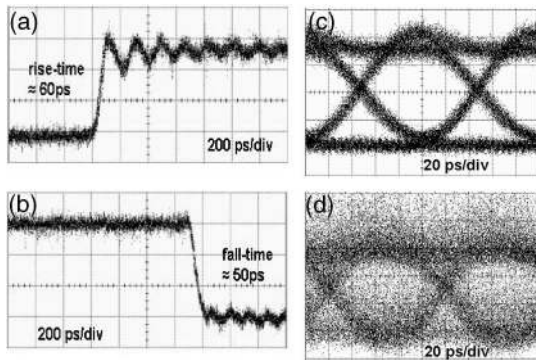 (a)
rise-time
≈ 60ps
200 ps/div
(b)
fall-time
≈ 50ps
200 ps/div
(c)
20 ps/div
(d)
20 ps/div